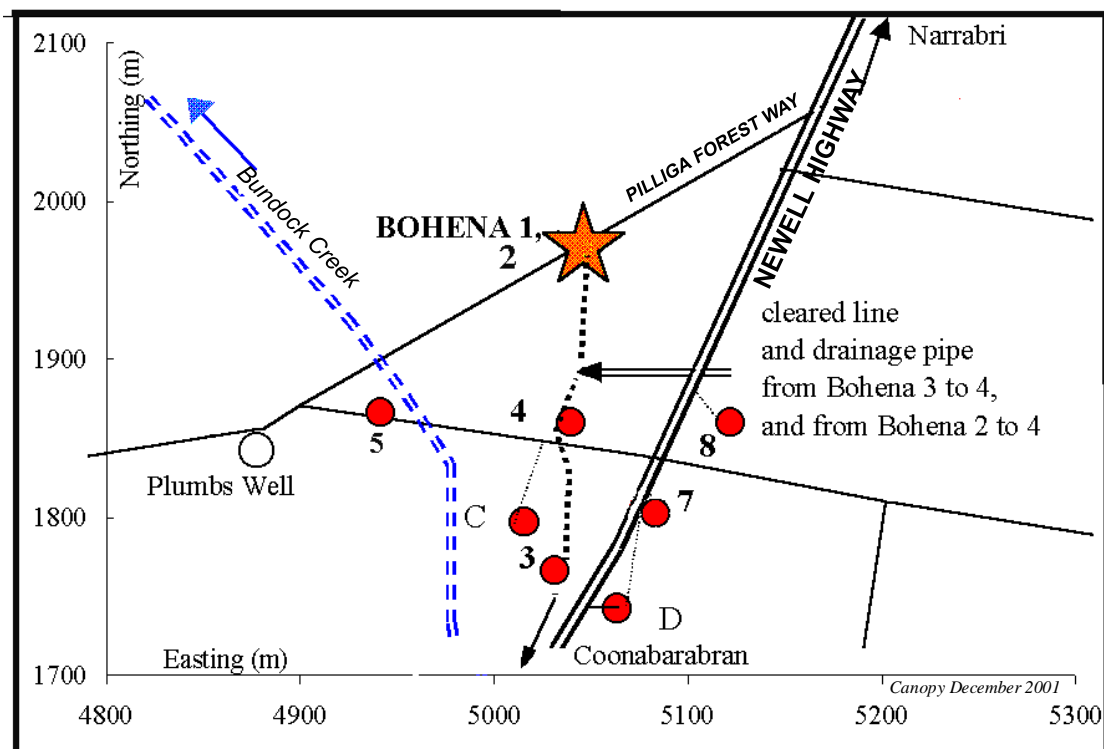 2100
Northing (m)
Narrabri
PILLIGA FOREST WAY
2000
Bundock Creek
BOHENA 1,
2
NEWELL HIGHWAY
cleared line
and drainage pipe
from Bohena 3 to 4,
and from Bohena 2 to 4
1900
4
5
8
Plumbs Well
C
7
1800
3
D
Easting (m)
Coonabarabran
1700
Canopy December 2001
4800
4900
5000
5100
5200
5300